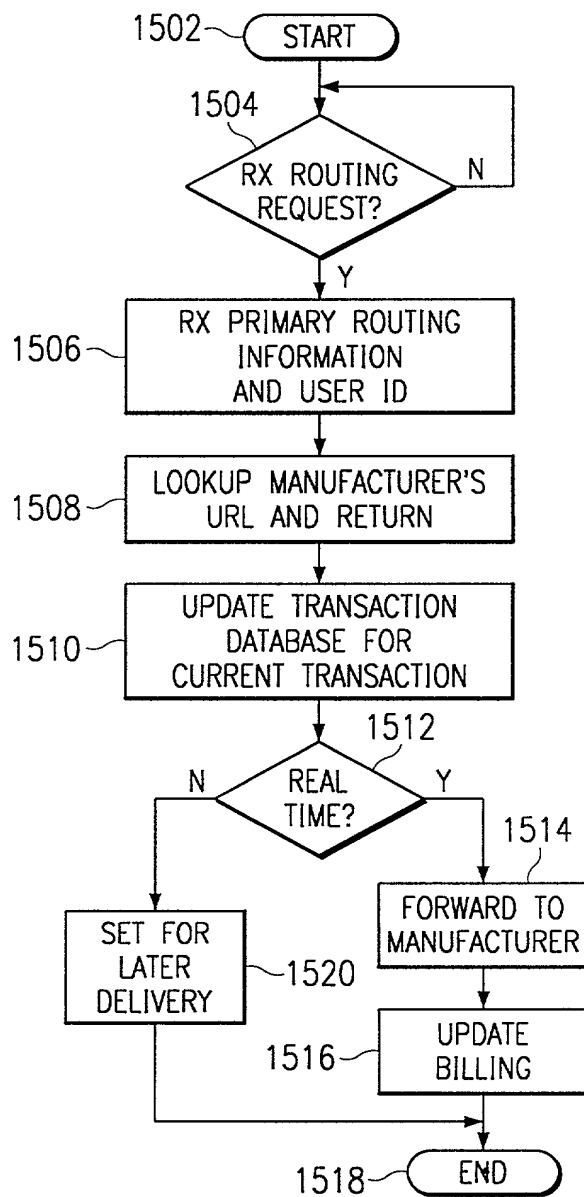 1502
START
1504
RX ROUTING
REQUEST?
N
Y
1506
RX PRIMARY ROUTING
INFORMATION
AND USER ID
1508
LOOKUP MANUFACTURER'S
URL AND RETURN
1510
UPDATE TRANSACTION
DATABASE FOR
CURRENT TRANSACTION
1512
N
REAL
TIME?
Y
1514
FORWARD TO
MANUFACTURER
SET FOR
LATER
DELIVERY
1520
1516
UPDATE
BILLING
1518
END